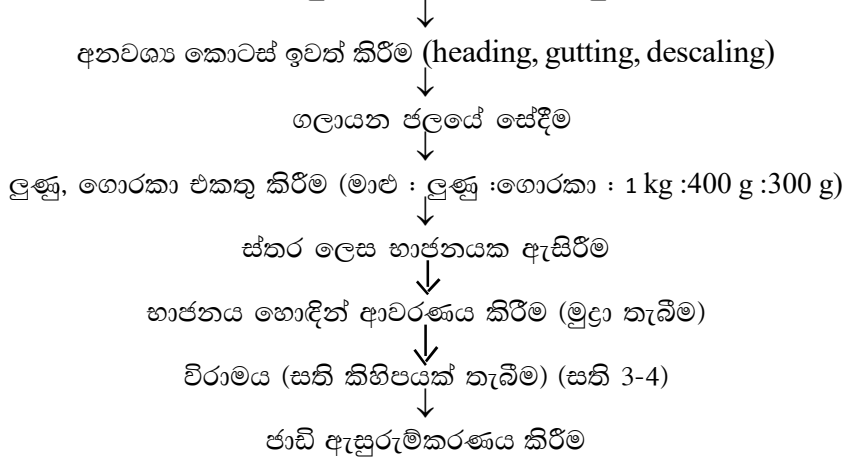 අනවශ්‍ය කොටස් ඉවත් කිරීම (heading, gutting, descaling)
ගලායන ජලයේ සේදීම
ලුණු, ගොරකා එකතු කිරීම (මාළු : ලුණු :ගොරකා : 1 kg :400 g :300 g)
ස්තර ලෙස භාජනයක ඇසිරීම
භාජනය හොඳින් ආවරණය කිරීම (මුද්‍රා තැබීම)
විරාමය (සති කිහිපයක් තැබීම) (සති 3-4)
ජාඩි ඇසුරුම්කරණය කිරීම